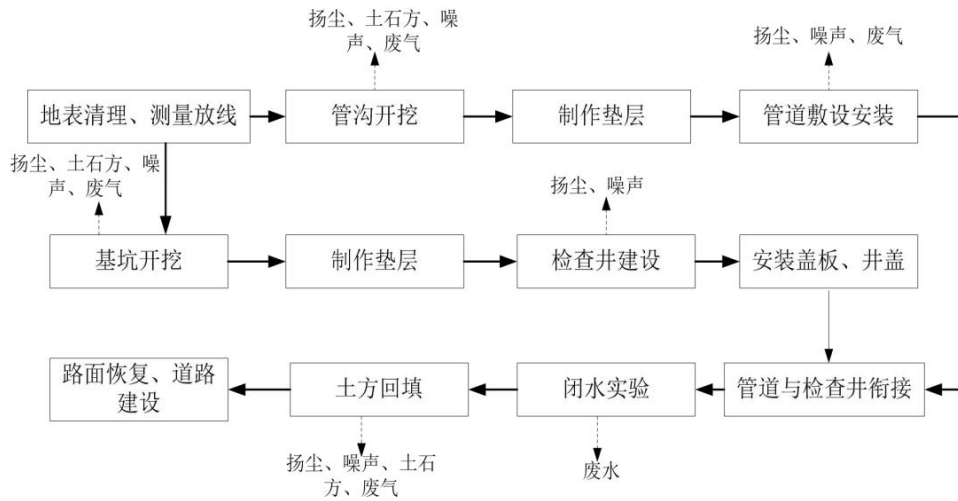 扬尘、土石方、噪
声、废气
扬尘、噪声、废气
地表清理、测量放线
管沟开挖
制作垫层
管道敷设安装
扬尘、土石方、噪
声、废气
扬尘、噪声
基坑开挖
制作垫层
检查井建设
安装盖板、井盖
路面恢复、道路
建设
土方回填
闭水实验
管道与检查井衔接
扬尘、噪声、土石
方、废气
废水